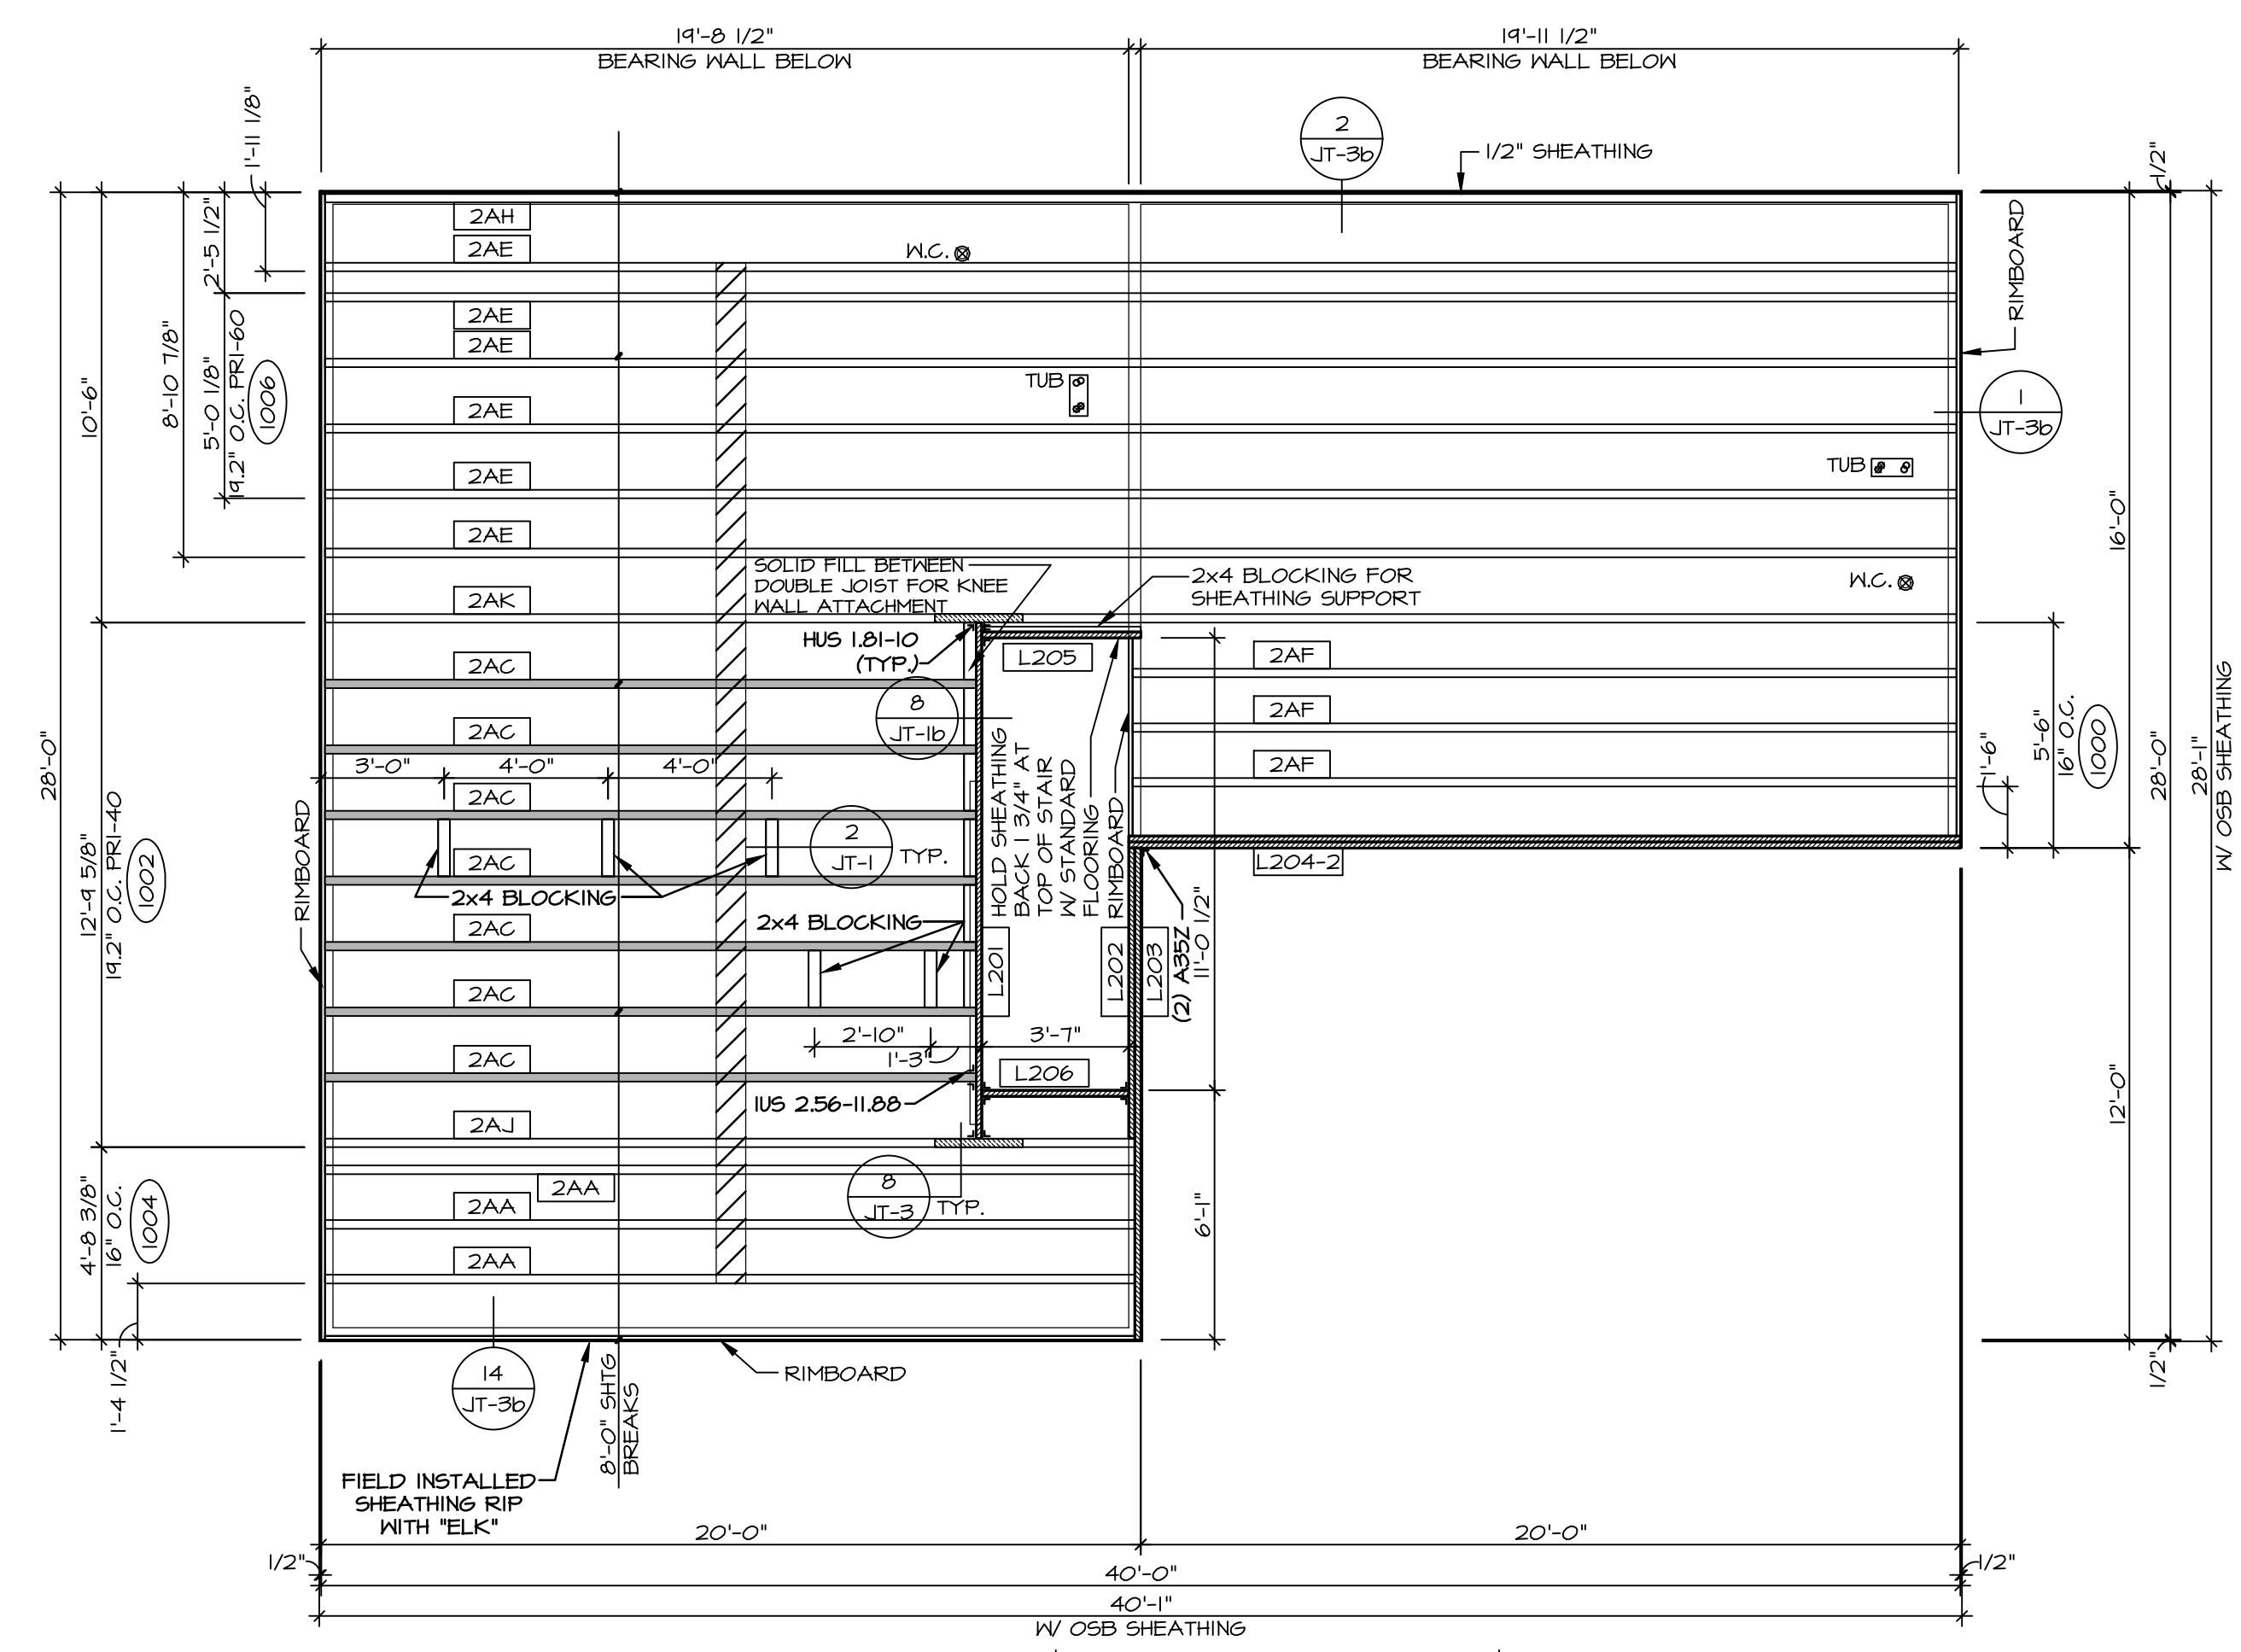 19'-8 1/2"
BEARING WALL BELOW
19'-11 1/2"
BEARING WALL BELOW
2
JT-3b
1/2" SHEATHING
1/2"
1'-11 1/8"
2'-5 1/2"
8'-10 7/8"
5'-0 1/8"
19.2" O.C. PRI-60
1006
10'-6"
28'-0"
12'-9 5/8"
19.2" O.C. PRI-40
1002
4'-8 3/8"
16" O.C.
1004
1'-4 1/2"
2AH
2AE
W.C.
2AE
2AE
TUB
2AE
TUB
2AE
2AE
RIMBOARD
1
JT-3b
SOLID FILL BETWEEN
DOUBLE JOIST FOR KNEE
WALL ATTACHMENT
2x4 BLOCKING FOR
SHEATHING SUPPORT
W.C.
2AK
HUS 1.81-10
(TYP.)
L205
2AC
2AF
8
JT-1b
2AC
2AF
3'-0"
4'-0"
4'-0"
2AF
2AC
2
JT-1
TYP.
2AC
2x4 BLOCKING
L204-2
2AC
2x4 BLOCKING
HOLD SHEATHING
BACK 1 3/4" AT
TOP OF STAIR
W/ STANDARD
FLOORING
RIMBOARD
L201
L202
L203
(2) A35Z
11'-0 1/2"
2AC
2'-10"
1'-3"
3'-7"
2AC
L206
IUS 2.56-11.88
2AJ
8
JT-3
TYP.
2AA
2AA
2AA
6'-1"
RIMBOARD
16'-0"
5'-6"
16" O.C.
1000
1'-6"
12'-0"
28'-0"
28'-1"
W/ OSB SHEATHING
1/2"
14
JT-3b
RIMBOARD
8'-0" SHTG
BREAKS
FIELD INSTALLED
SHEATHING RIP
WITH "ELK"
20'-0"
20'-0"
1/2"
40'-0"
1/2"
40'-1"
W/ OSB SHEATHING